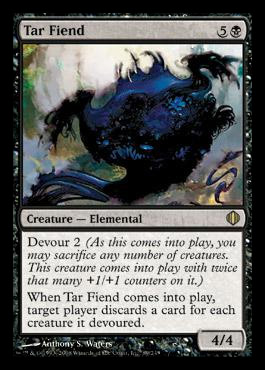 Tar Fiend 5
Creature — Elemental
Devour 2 (As this comes into play, you
may sacrifice any number of creatures.
This creature comes into play with twice
that many +1/+1 counters on it.)
When Tar Fiend comes into play,
target player discards a card for each
creature it devoured.
4/4
Anthony S. Waters